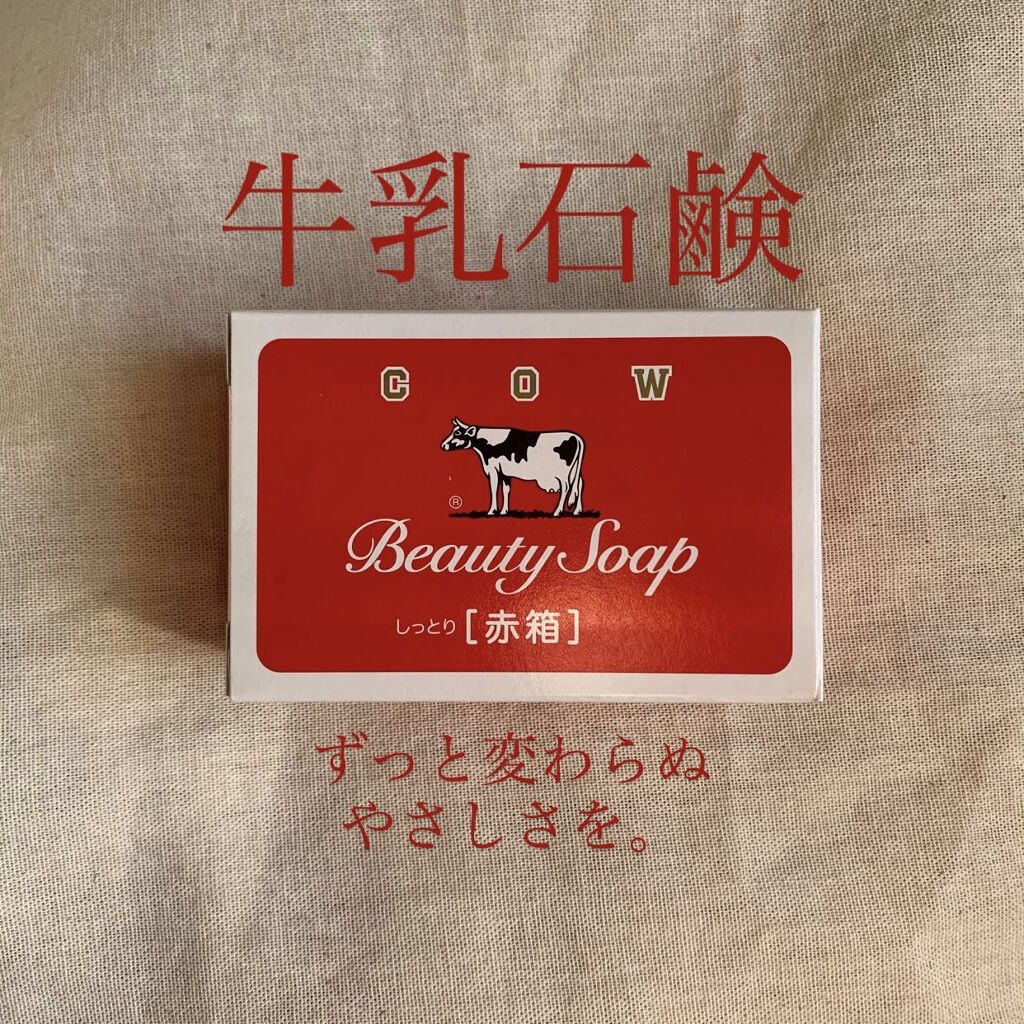 牛乳石鹸
COW
®
Beauty Soap
しっとり [赤箱]
ずっと変わらぬ
やさしさを。